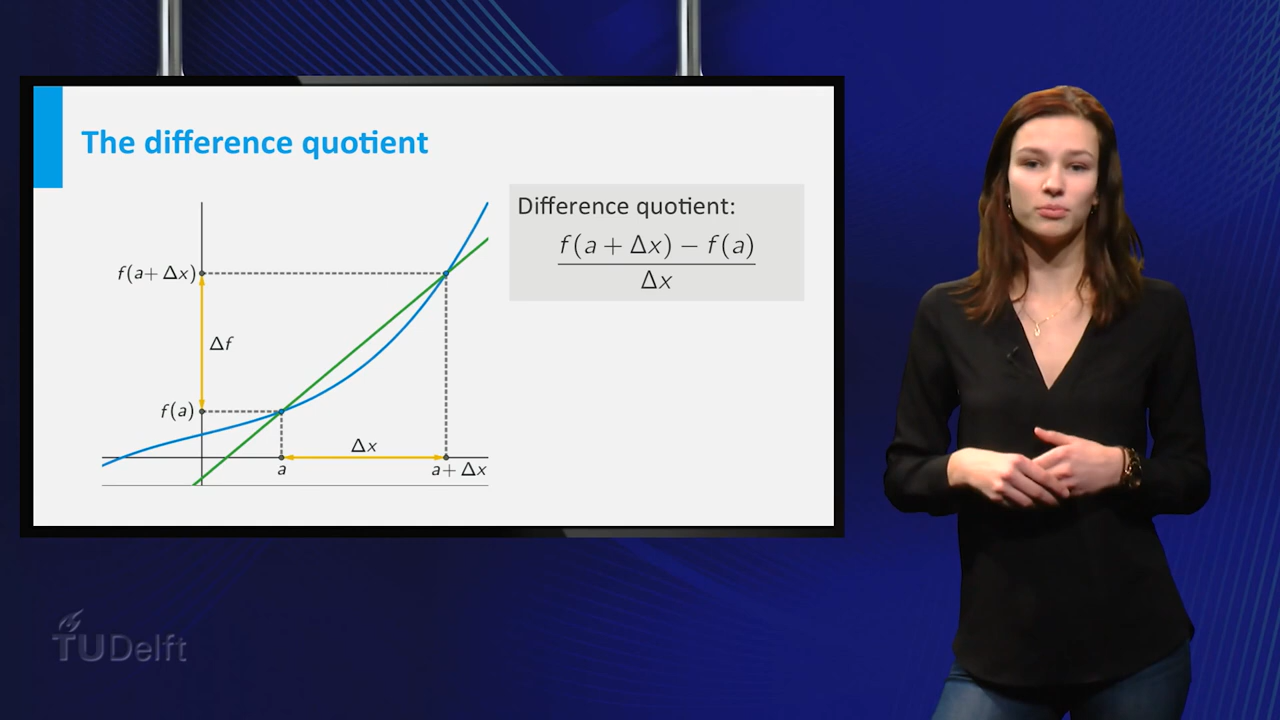 The difference quotient
Difference quotient:
f(a + Δx) − f(a)
Δx
f(a+ Δx)
Δf
f(a)
Δx
a
a+ Δx
TUDelft